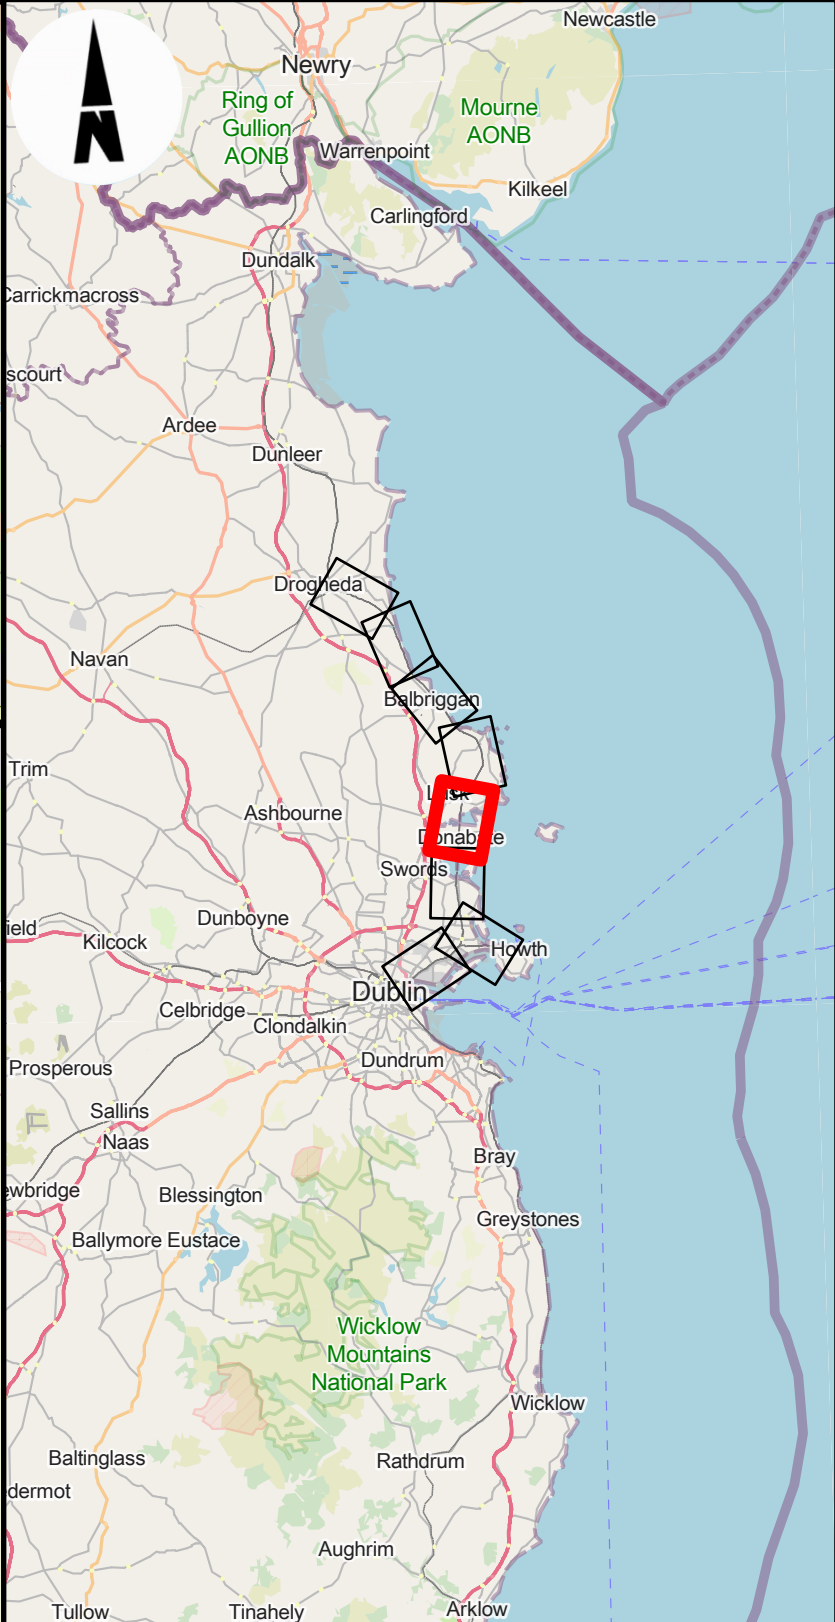 Newcastle
Newry
Ring of
Gullion
AONB
Mourne
AONB
Warrenpoint
Kilkeel
Carlingford
Dundalk
Carrickmacross
scourt
Ardee
Dunleer
Drogheda
Navan
Balbriggan
Trim
Lusk
Ashbourne
Donabate
Swords
Dunboyne
ield
Kilcock
Howth
Dublin
Celbridge
Clondalkin
Dundrum
Prosperous
Sallins
Naas
Bray
ewbridge
Blessington
Greystones
Ballymore Eustace
Wicklow
Mountains
National Park
Wicklow
Baltinglass
Rathdrum
dermot
Aughrim
Tullow
Tinahely
Arklow
N